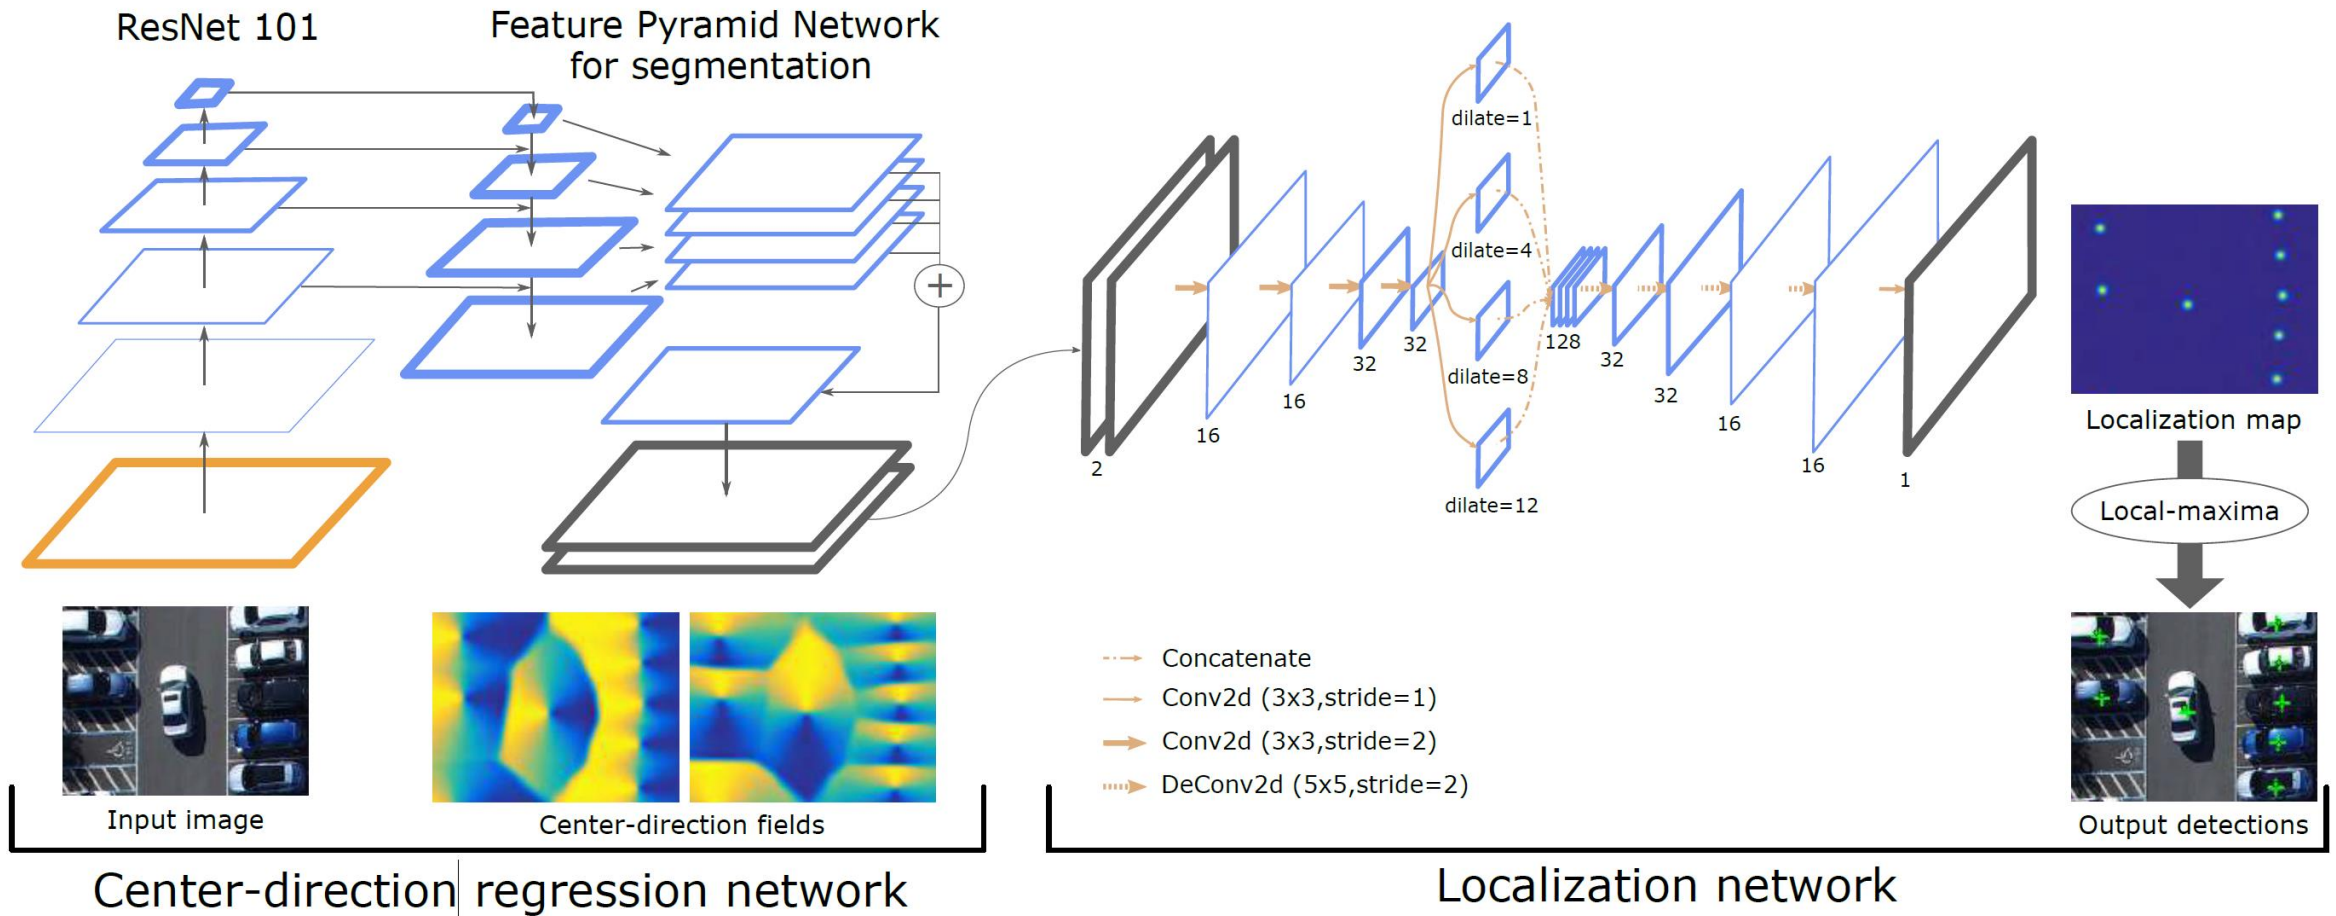 ResNet 101
Feature Pyramid Network
for segmentation
+
2
16
16
32
32
dilate=1
dilate=4
dilate=8
dilate=12
128
32
32
16
16
1
Localization map
Local-maxima
Concatenate
Conv2d (3x3,stride=1)
Conv2d (3x3,stride=2)
DeConv2d (5x5,stride=2)
Input image
Center-direction fields
Output detections
Center-direction regression network
Localization network